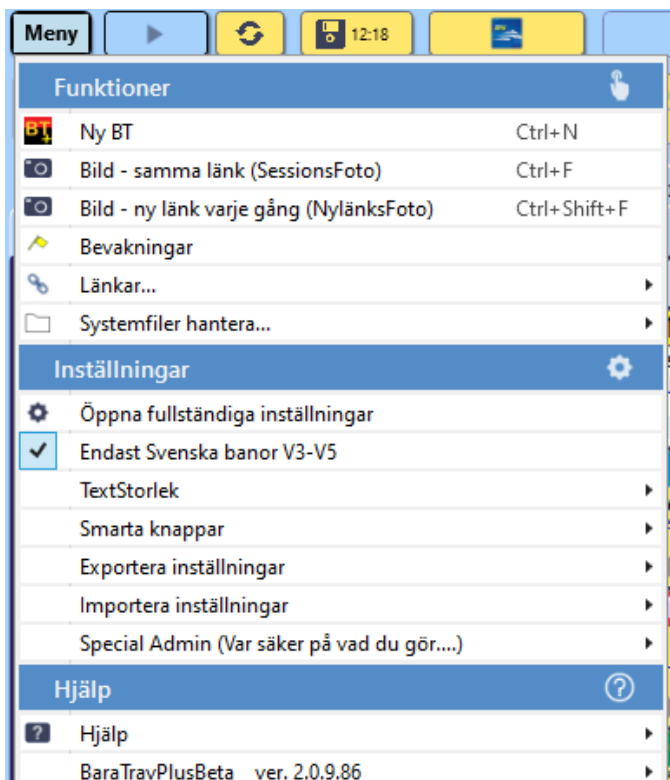 Meny 12:18
Funktioner
BT Ny BT Ctrl+N
Bild - samma länk (SessionsFoto) Ctrl+F
Bild - ny länk varje gång (NylänksFoto) Ctrl+Shift+F
Bevakningar
Länkar...
Systemfiler hantera...
Inställningar
Öppna fullständiga inställningar
Endast Svenska banor V3-V5
TextStorlek
Smarta knappar
Exportera inställningar
Importera inställningar
Special Admin (Var säker på vad du gör....)
Hjälp
Hjälp
BaraTravPlusBeta ver. 2.0.9.86